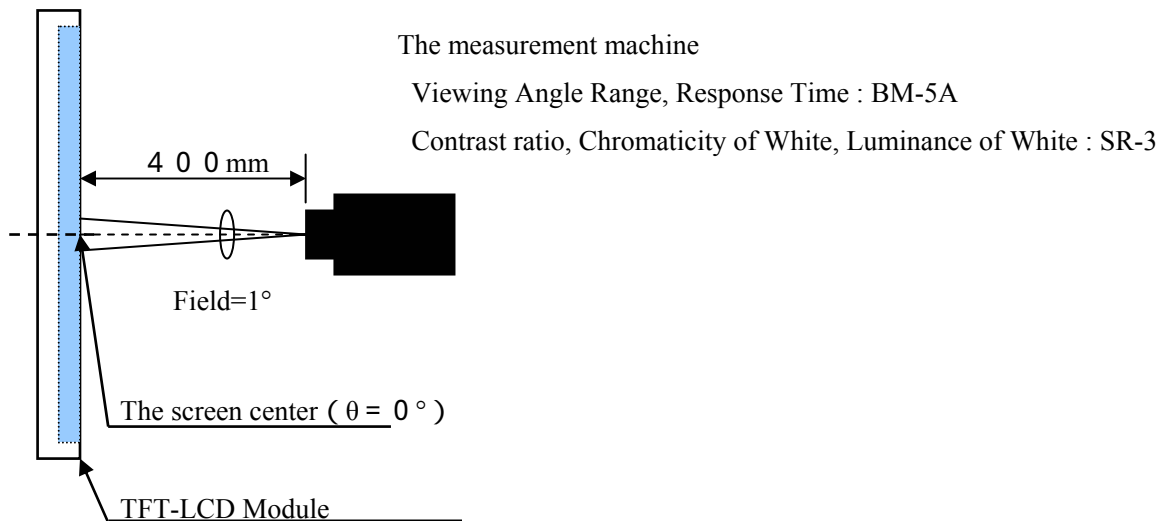 The measurement machine
Viewing Angle Range, Response Time : BM-5A
Contrast ratio, Chromaticity of White, Luminance of White : SR-3
４００mm
Field=1°
The screen center（θ= 0°）
TFT-LCD Module